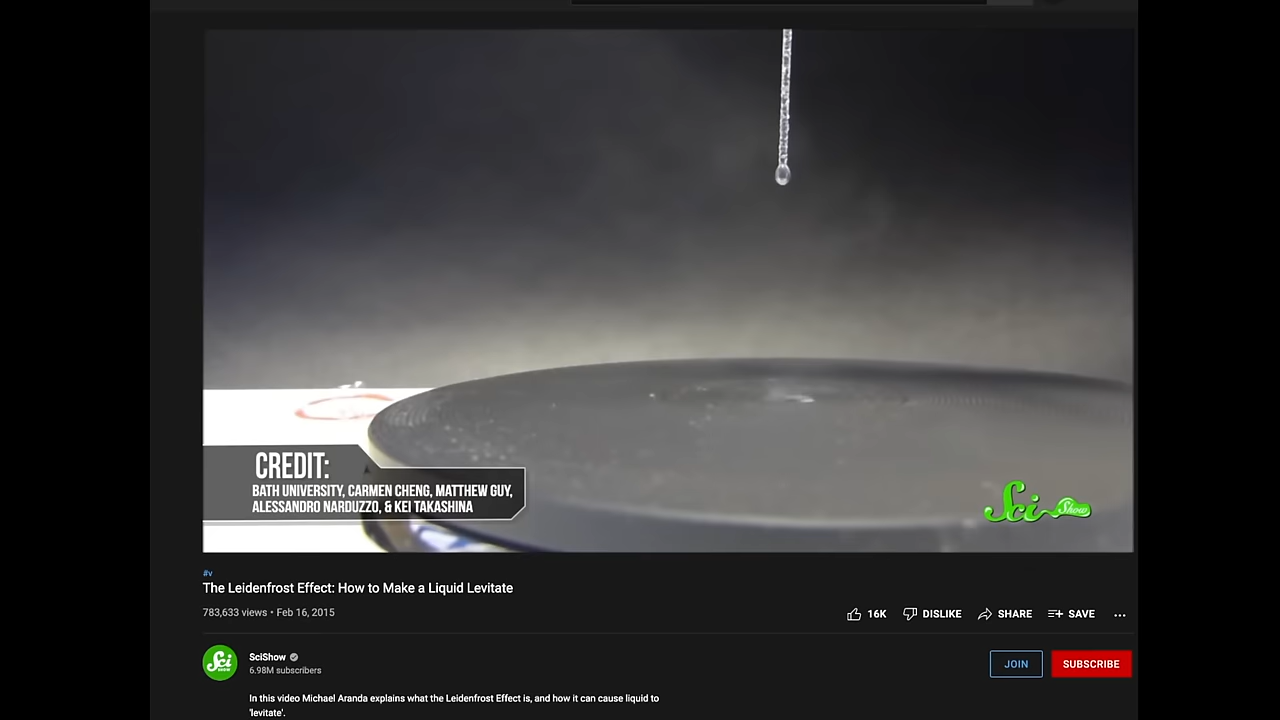 CREDIT:
BATH UNIVERSITY, CARMEN CHENG, MATTHEW GUY,
ALESSANDRO NARDUZZO, & KEI TAKASHINA
Sci Show
#v
The Leidenfrost Effect: How to Make a Liquid Levitate
783,633 views • Feb 16, 2015
16K DISLIKE SHARE SAVE ...
Sci SHOW
SciShow
6.98M subscribers
JOIN SUBSCRIBE
In this video Michael Aranda explains what the Leidenfrost Effect is, and how it can cause liquid to
'levitate'.